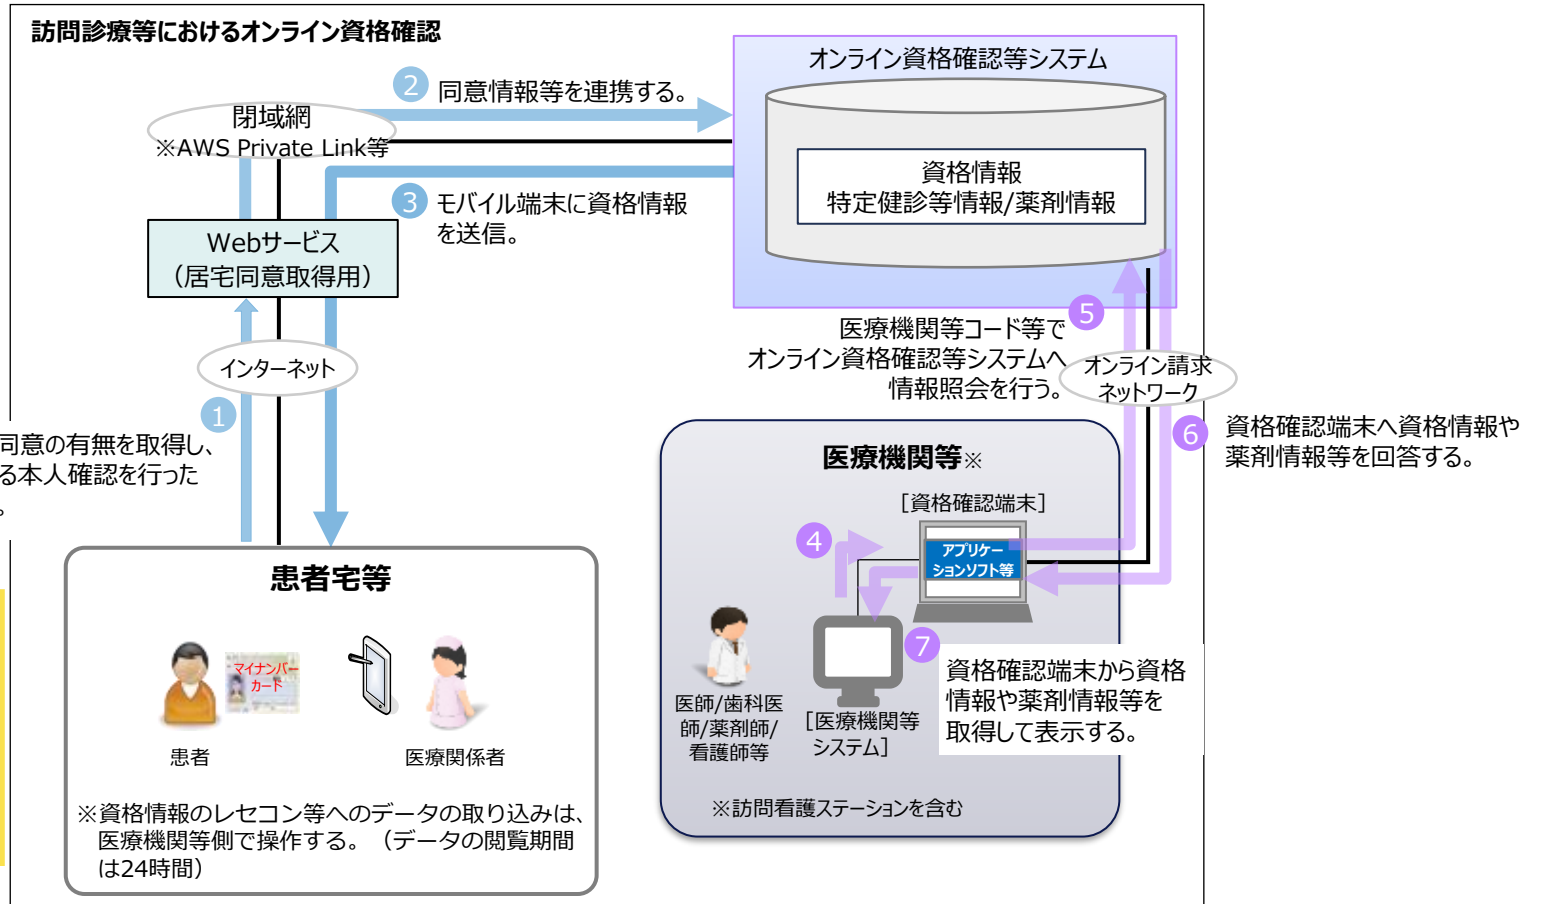 訪問診療等におけるオンライン資格確認
オンライン資格確認等システム
2
同意情報等を連携する。
閉域網
※AWS Private Link等
資格情報
特定健診等情報/薬剤情報
3
モバイル端末に資格情報
を送信。
Webサービス
（居宅同意取得用）
5
医療機関等コード等で
オンライン資格確認等システムへ
情報照会を行う。
オンライン請求
ネットワーク
インターネット
1
同意の有無を取得し、
る本人確認を行った
。
6
資格確認端末へ資格情報や
薬剤情報等を回答する。
医療機関等※
［資格確認端末］
4
アプリケー
ションソフト等
患者宅等
マイナンバー
カード
患者
医療関係者
7
資格確認端末から資格
情報や薬剤情報等を
取得して表示する。
医師/歯科医
師/薬剤師/
看護師等
［医療機関等
システム］
※訪問看護ステーションを含む
※資格情報のレセコン等へのデータの取り込みは、
医療機関等側で操作する。（データの閲覧期間
は24時間）